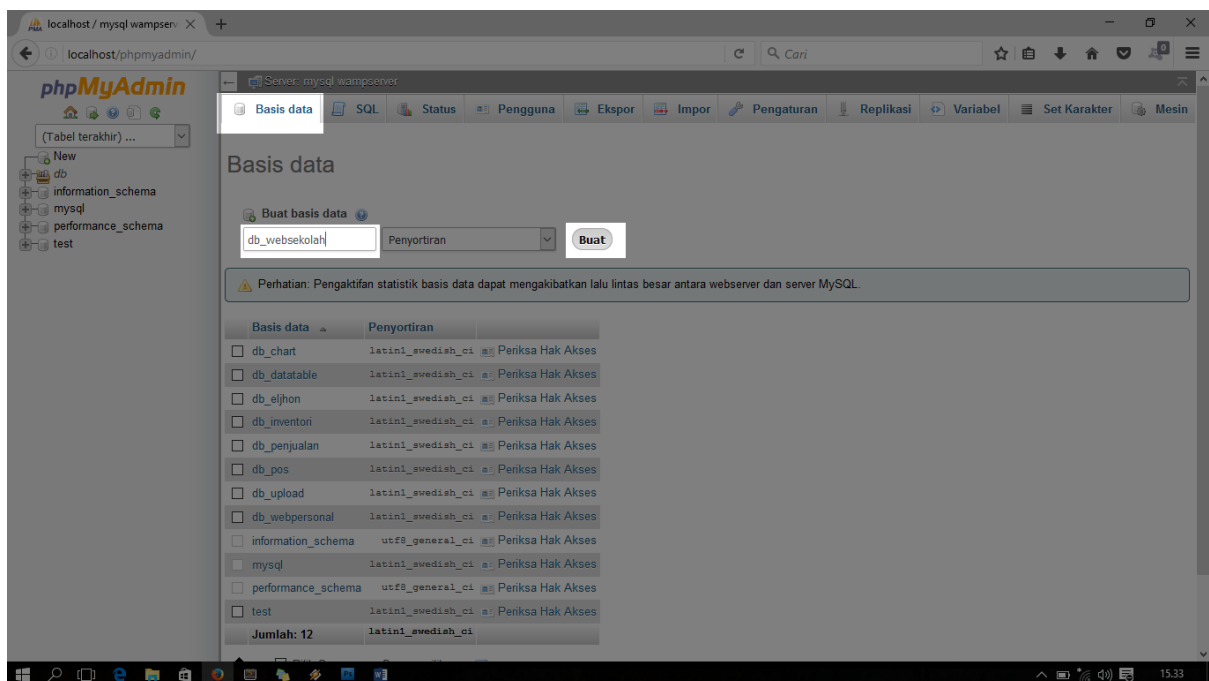 localhost / mysql wampserv
localhost/phpmyadmin/
Cari
phpMyAdmin
(Tabel terakhir) ...
New
db
information_schema
mysql
performance_schema
test
Server: mysql wampserver
Basis data
SQL
Status
Pengguna
Ekspor
Impor
Pengaturan
Replikasi
Variabel
Set Karakter
Mesin
Basis data
Buat basis data
db_websekolah
Penyortiran
Buat
Perhatian: Pengaktifan statistik basis data dapat mengakibatkan lalu lintas besar antara webserver dan server MySQL.
Basis data Penyortiran
db_chart latin1_swedish_ci Periksa Hak Akses
db_datatable latin1_swedish_ci Periksa Hak Akses
db_eljhon latin1_swedish_ci Periksa Hak Akses
db_inventori latin1_swedish_ci Periksa Hak Akses
db_penjualan latin1_swedish_ci Periksa Hak Akses
db_pos latin1_swedish_ci Periksa Hak Akses
db_upload latin1_swedish_ci Periksa Hak Akses
db_webpersonal latin1_swedish_ci Periksa Hak Akses
information_schema utf8_general_ci Periksa Hak Akses
mysql latin1_swedish_ci Periksa Hak Akses
performance_schema utf8_general_ci Periksa Hak Akses
test latin1_swedish_ci Periksa Hak Akses
Jumlah: 12 latin1_swedish_ci
15.33